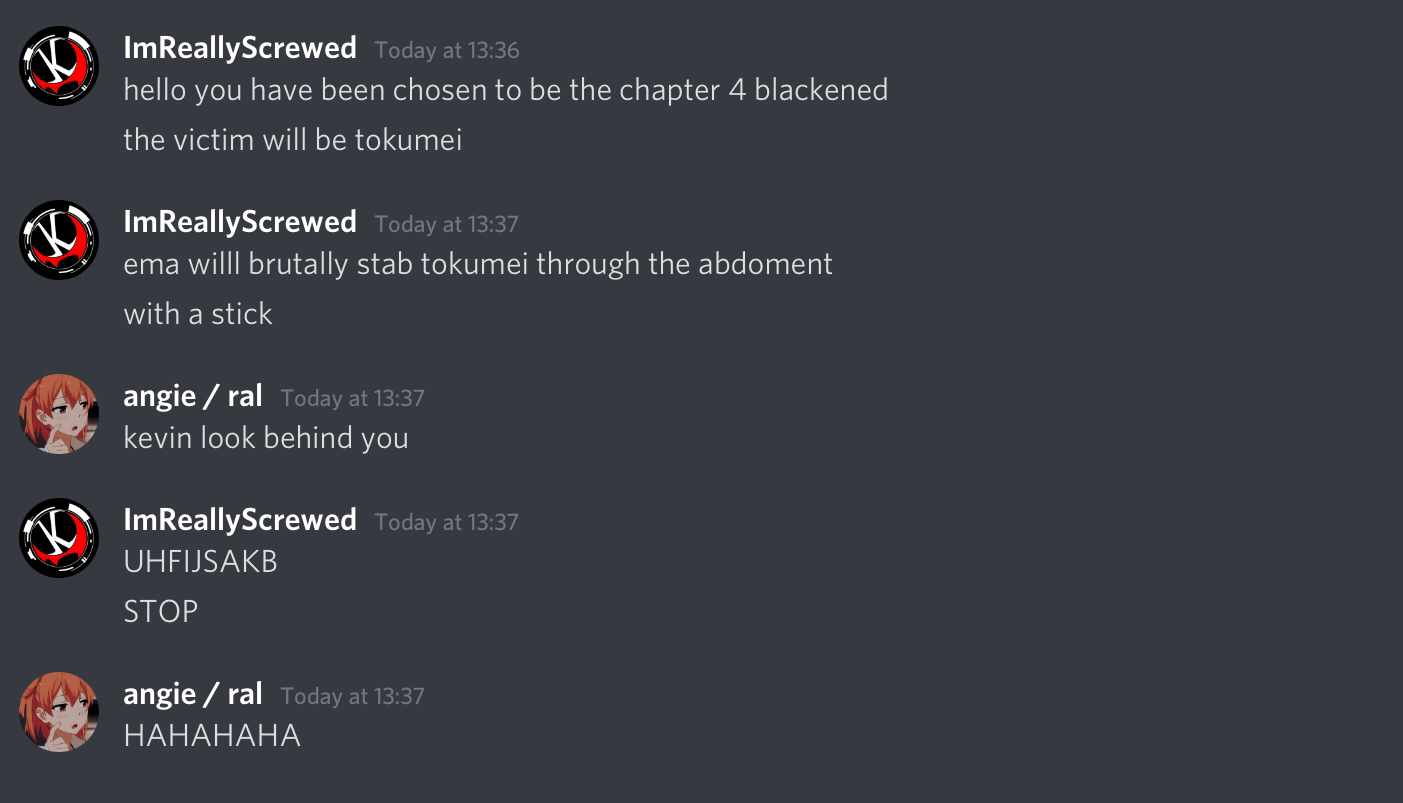 ImReallyScrewed Today at 13:36
hello you have been chosen to be the chapter 4 blackened
the victim will be tokumei
ImReallyScrewed Today at 13:37
ema willl brutally stab tokumei through the abdoment
with a stick
angie / ral Today at 13:37
kevin look behind you
ImReallyScrewed Today at 13:37
UHFIJSAKB
STOP
angie / ral Today at 13:37
HAHAHAHA